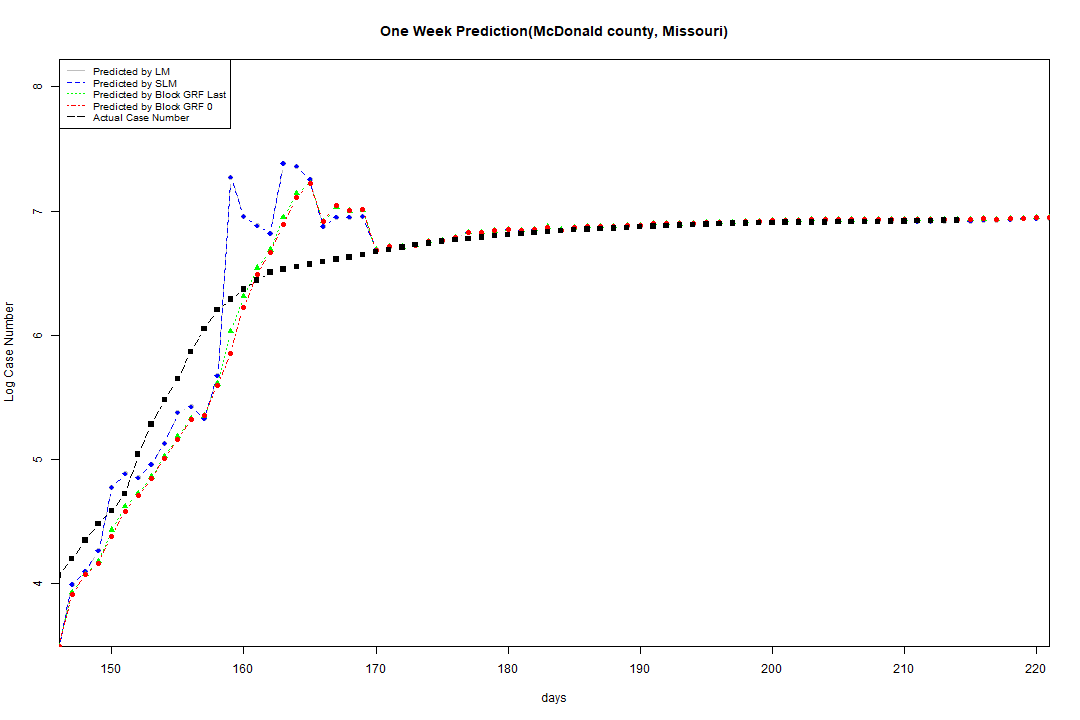 One Week Prediction(McDonald county, Missouri)
Predicted by LM
Predicted by SLM
Predicted by Block GRF Last
Predicted by Block GRF 0
Actual Case Number
8
7
6
5
4
Log Case Number
150 160 170 180 190 200 210 220
days